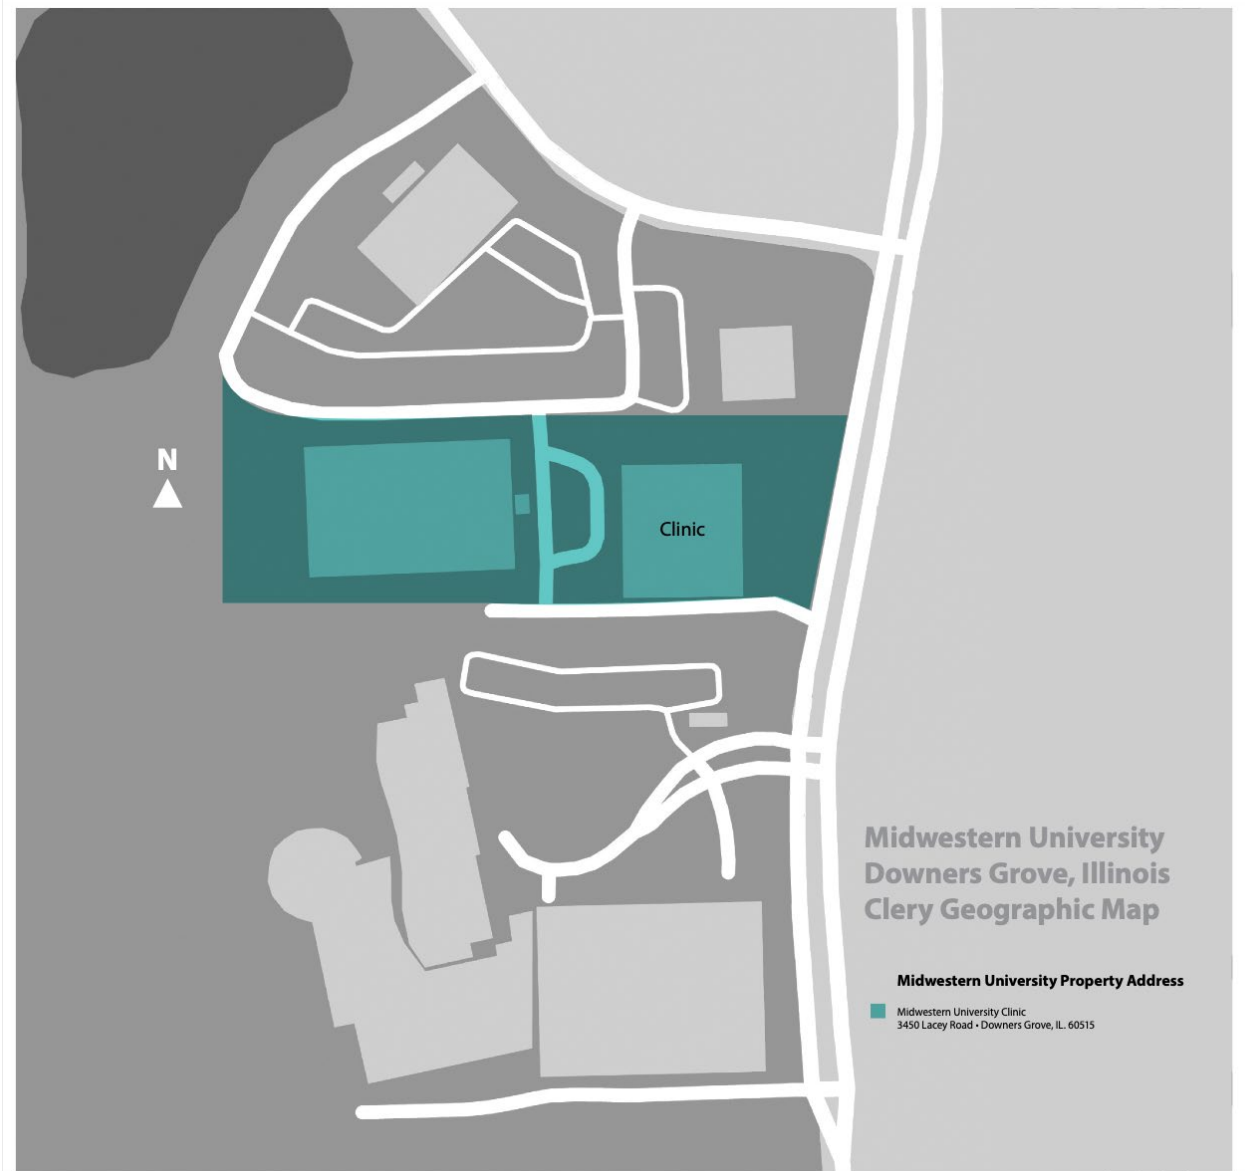 N
Clinic
Midwestern University
Downers Grove, Illinois
Clery Geographic Map
Midwestern University Property Address
Midwestern University Clinic
3450 Lacey Road • Downers Grove, IL. 60515